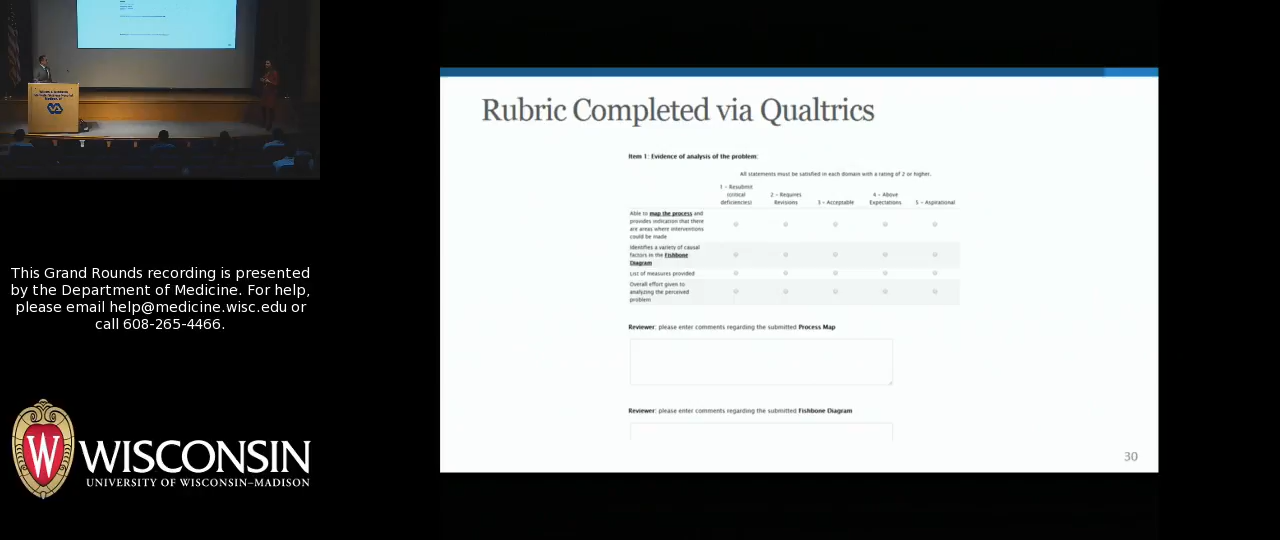 This Grand Rounds recording is presented
by the Department of Medicine. For help,
please email help@medicine.wisc.edu or
call 608-265-4466.
W
WISCONSIN
UNIVERSITY OF WISCONSIN–MADISON
Rubric Completed via Qualtrics
Item 1: Evidence of analysis of the problem:
All statements must be satisfied in each domain with a rating of 2 or higher.
1 - Resubmit
(critical
deficiencies)
2 - Requires
Revisions
3 - Acceptable
4 - Above
Expectations
5 - Aspirational
Able to map the process and
provides indication that there
are areas where interventions
could be made
Identifies a variety of causal
factors in the Fishbone
Diagram
List of measures provided
Overall effort given to
analyzing the perceived
problem
Reviewer: please enter comments regarding the submitted Process Map
Reviewer: please enter comments regarding the submitted Fishbone Diagram
30